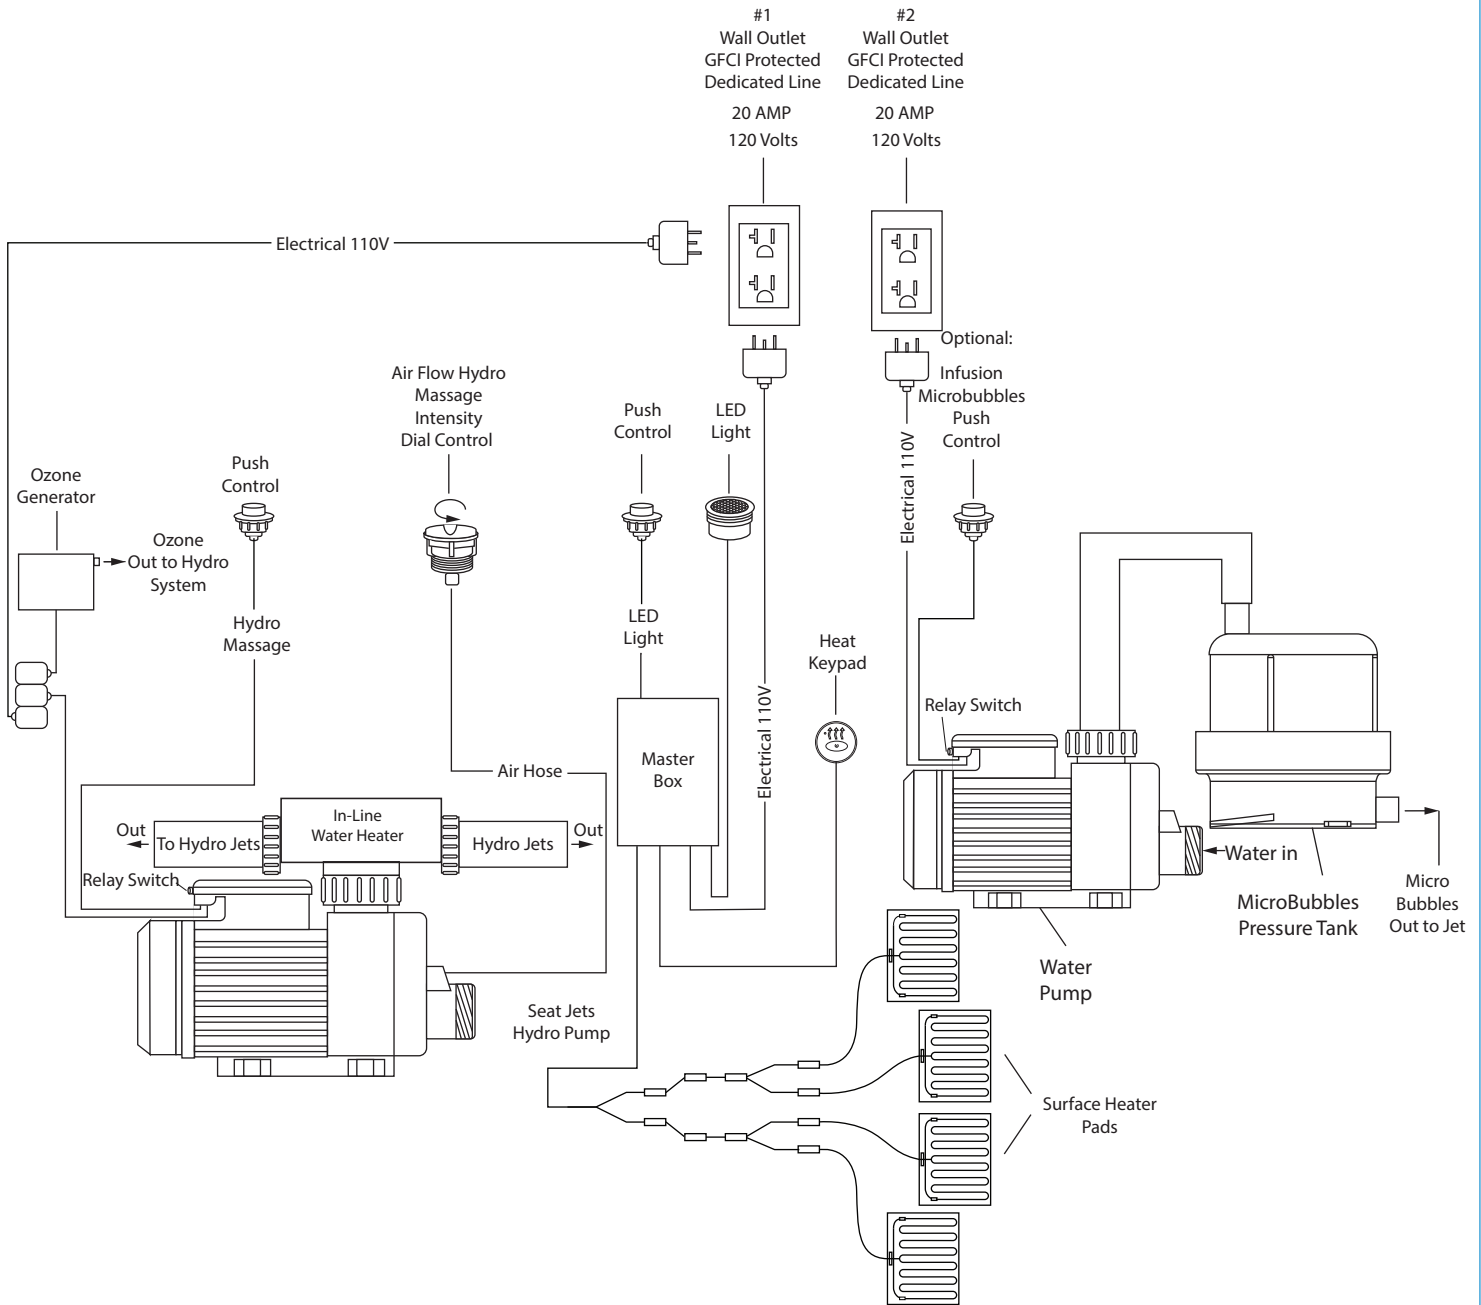 #1
Wall Outlet
GFCI Protected
Dedicated Line
20 AMP
120 Volts
#2
Wall Outlet
GFCI Protected
Dedicated Line
20 AMP
120 Volts
Electrical 110V
Optional:
Infusion
Microbubbles
Push
Control
Air Flow Hydro
Massage
Intensity
Dial Control
Push
Control
LED
Light
Electrical 110V
Ozone
Generator
Push
Control
Ozone
Out to Hydro
System
Hydro
Massage
LED
Light
Heat
Keypad
Electrical 110V
Relay Switch
Master
Box
Air Hose
In-Line
Water Heater
Out
To Hydro Jets
Hydro Jets
Out
Relay Switch
Water in
MicroBubbles
Pressure Tank
Micro
Bubbles
Out to Jet
Water
Pump
Seat Jets
Hydro Pump
Surface Heater
Pads